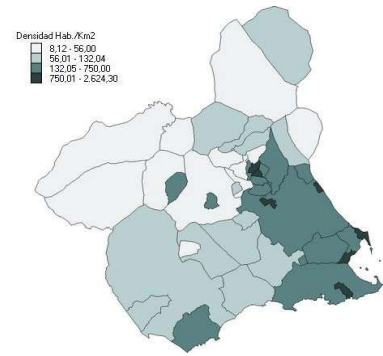 Densidad Hab./Km2
8,12 - 56,00
56,01 - 132,04
132,05 - 750,00
750,01 - 2.624,30